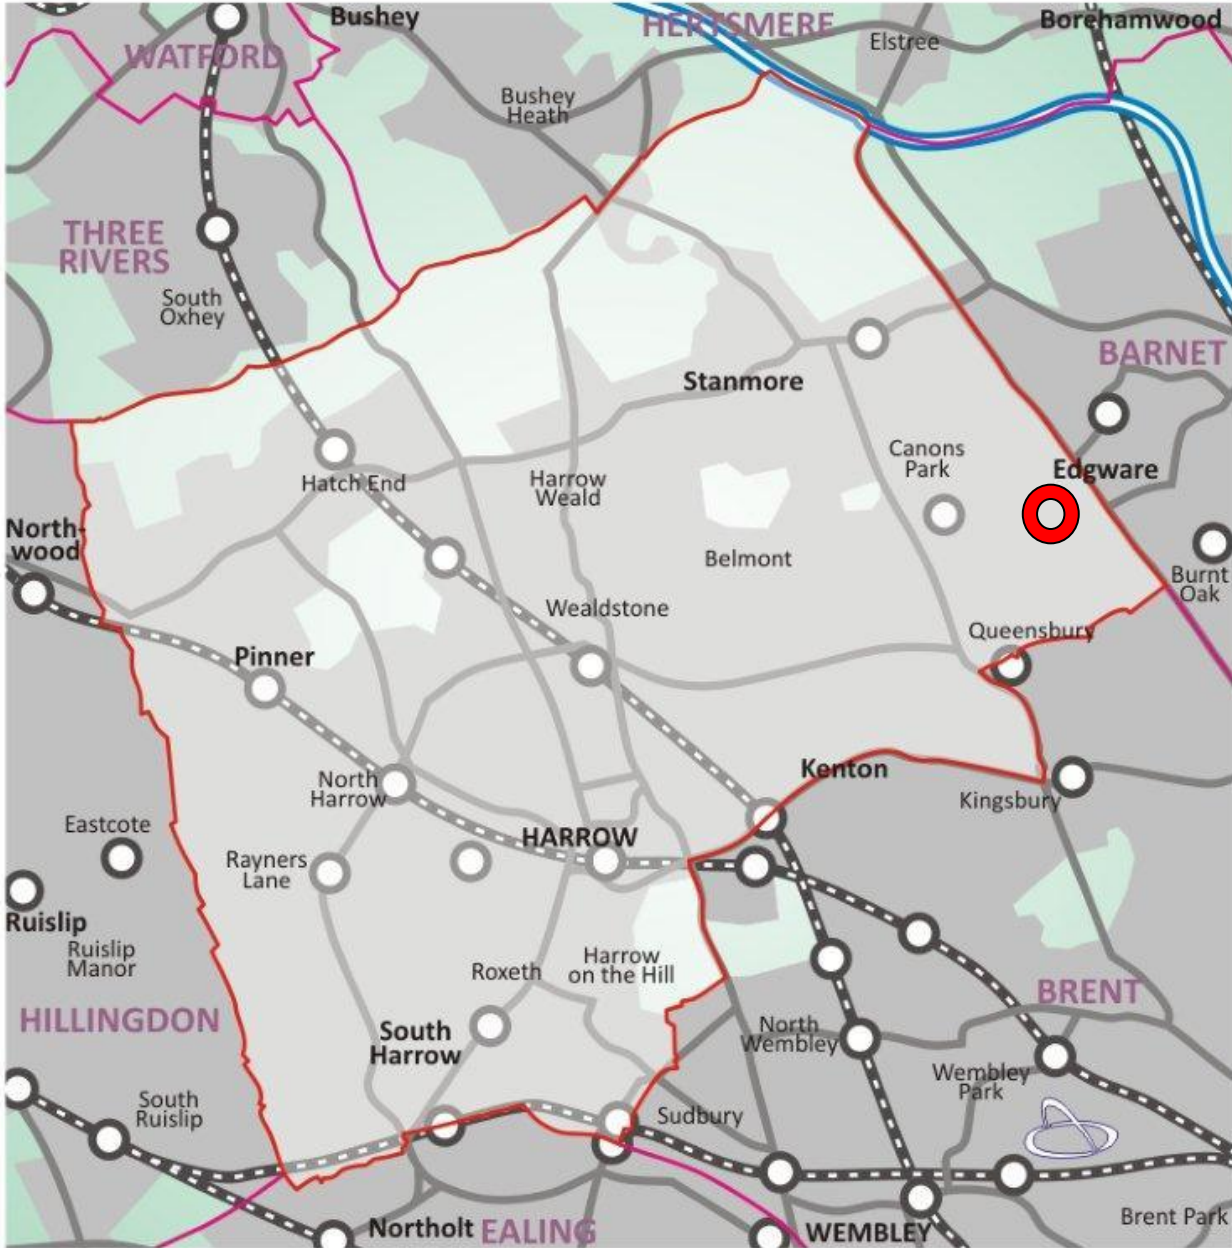 Bushey
HERTSMERE
Borehamwood
WATFORD
Elstree
Bushey
Heath
THREE
RIVERS
South
Oxhey
BARNET
Stanmore
Canons
Park
Edgware
Hatch End
Harrow
Weald
North-
wood
Belmont
Burnt
Oak
Wealdstone
Queensbury
Pinner
North
Harrow
Kenton
Kingsbury
Eastcote
HARROW
Rayners
Lane
Ruislip
Ruislip
Manor
Roxeth
Harrow
on the Hill
HILLINGDON
BRENT
South
Harrow
North
Wembley
Wembley
Park
South
Ruislip
Sudbury
Northolt
EALING
WEMBLEY
Brent Park